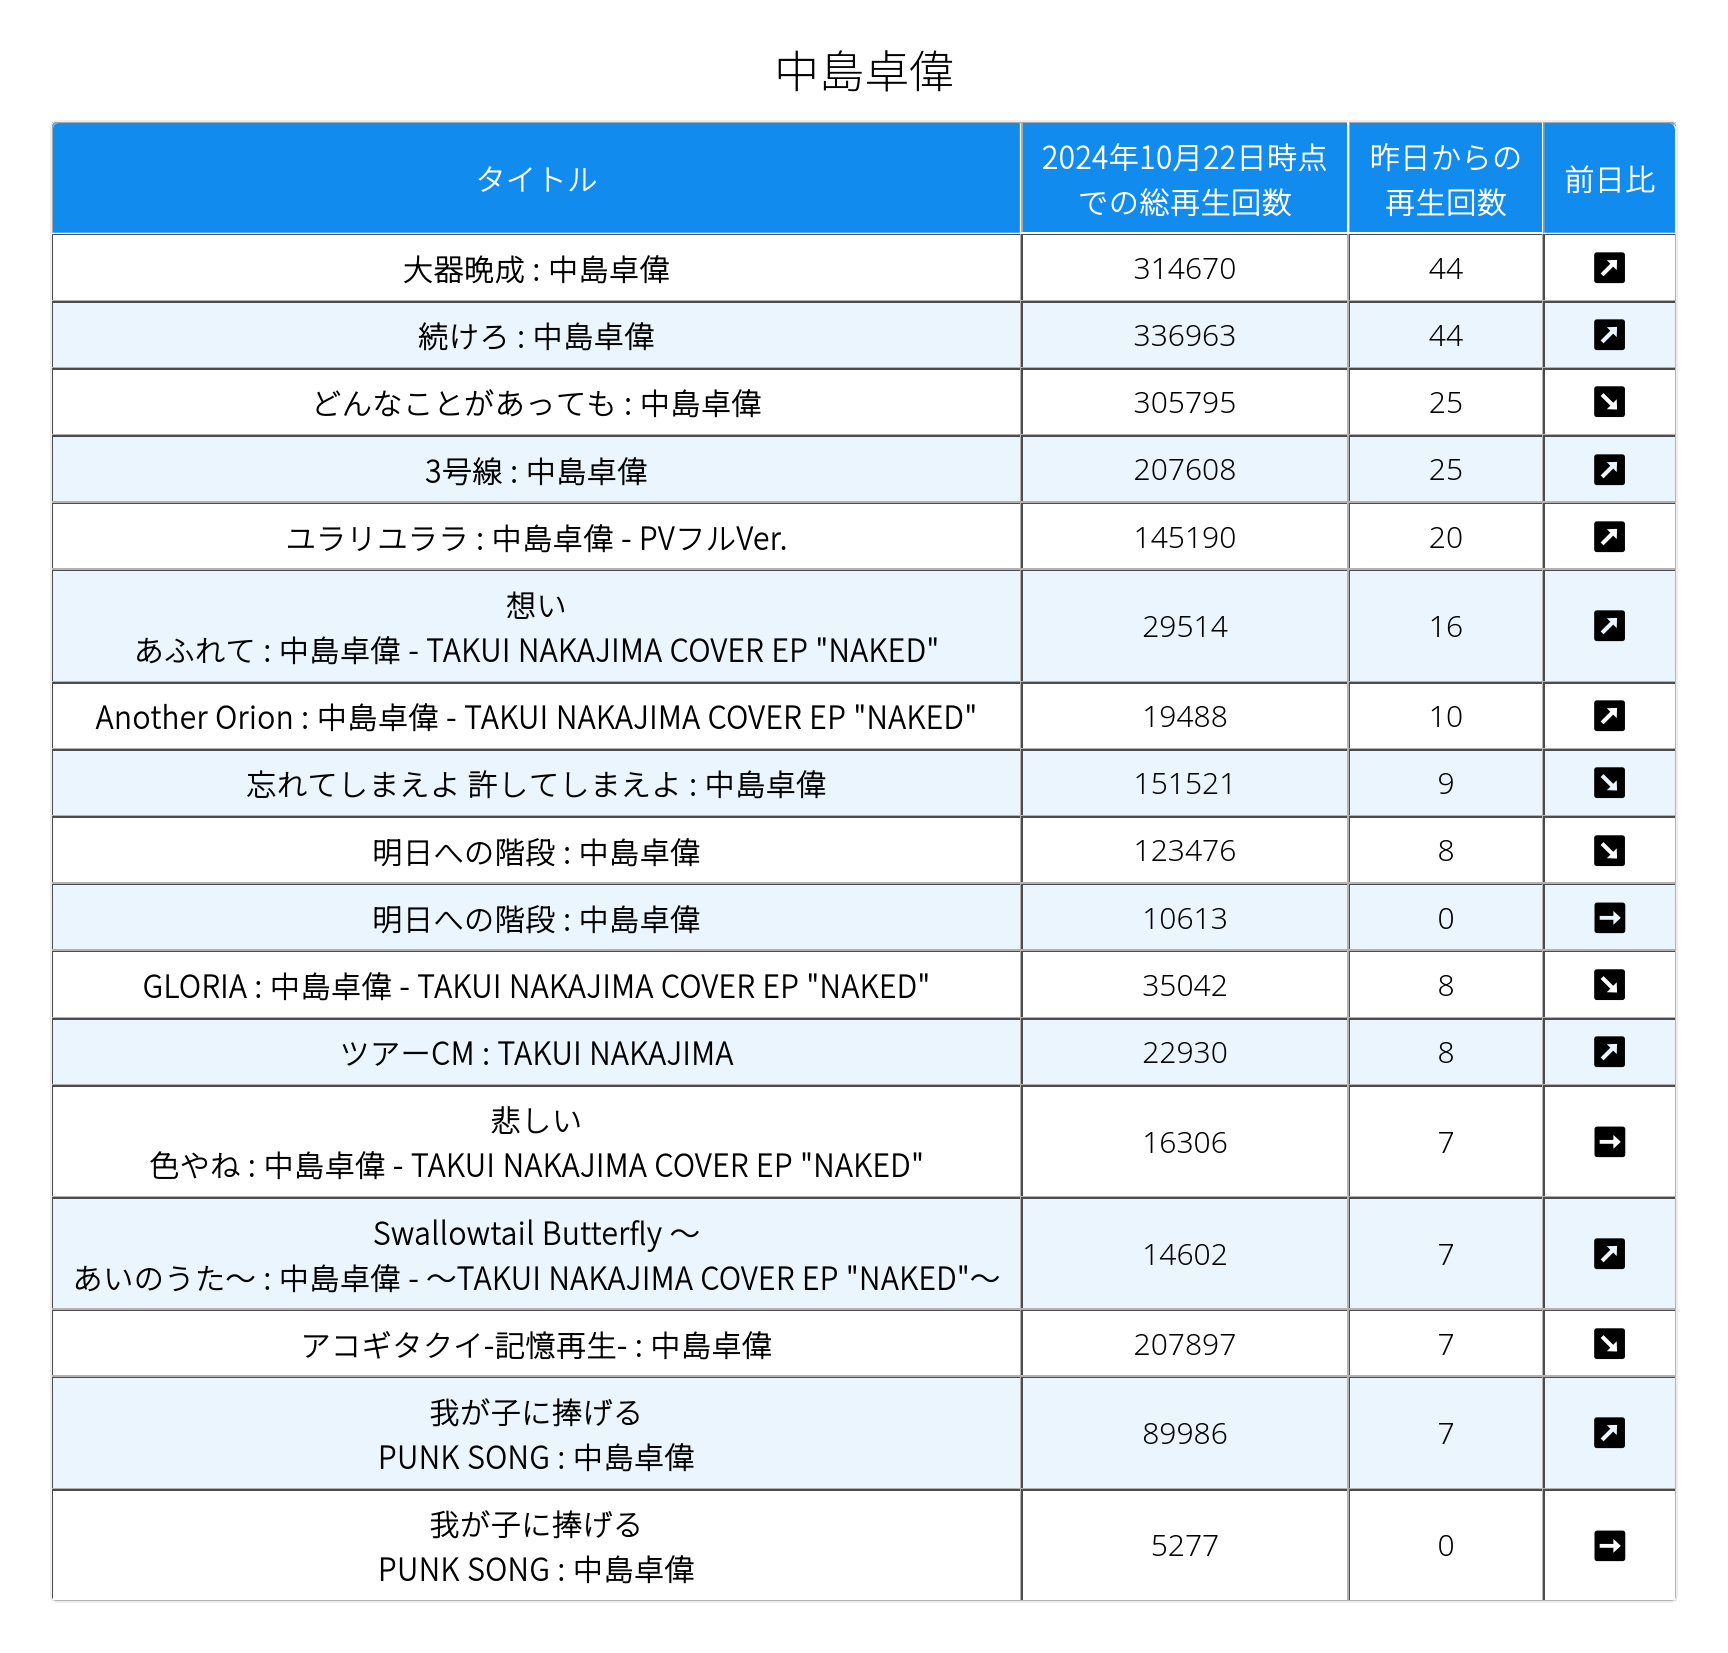 中島卓偉
タイトル
2024年10月22日時点
での総再生回数
昨日からの
再生回数
前日比
大器晩成 : 中島卓偉
314670
44
続けろ : 中島卓偉
336963
44
どんなことがあっても : 中島卓偉
305795
25
3号線 : 中島卓偉
207608
25
ユラリユララ : 中島卓偉 - PVフルVer.
145190
20
想い
あふれて : 中島卓偉 - TAKUI NAKAJIMA COVER EP "NAKED"
29514
16
Another Orion : 中島卓偉 - TAKUI NAKAJIMA COVER EP "NAKED"
19488
10
忘れてしまえよ 許してしまえよ : 中島卓偉
151521
9
明日への階段 : 中島卓偉
123476
8
明日への階段 : 中島卓偉
10613
0
GLORIA : 中島卓偉 - TAKUI NAKAJIMA COVER EP "NAKED"
35042
8
ツアーCM : TAKUI NAKAJIMA
22930
8
悲しい
色やね : 中島卓偉 - TAKUI NAKAJIMA COVER EP "NAKED"
16306
7
Swallowtail Butterfly ～
あいのうた～ : 中島卓偉 - ～TAKUI NAKAJIMA COVER EP "NAKED"～
14602
7
アコギタクイ-記憶再生- : 中島卓偉
207897
7
我が子に捧げる
PUNK SONG : 中島卓偉
89986
7
我が子に捧げる
PUNK SONG : 中島卓偉
5277
0